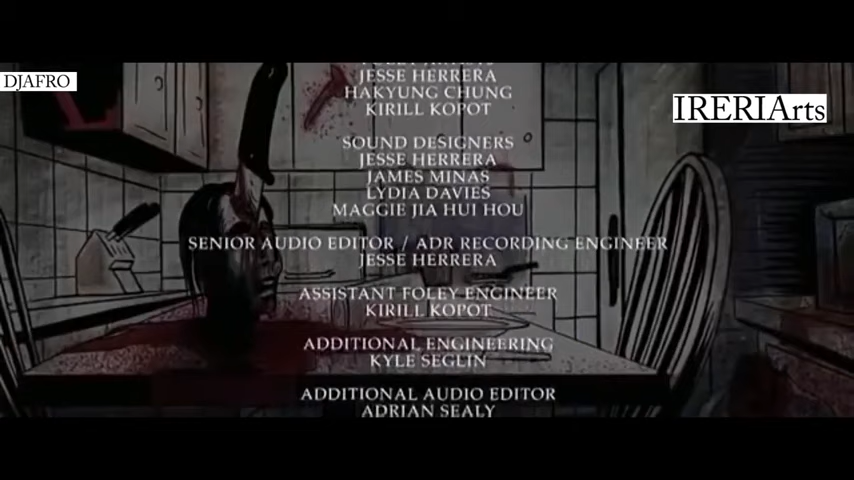 DJAFRO
IRERIArts
JESSE HERRERA
HAKYUNG CHUNG
KIRILL KOPOT
SOUND DESIGNERS
JESSE HERRERA
JAMES MINAS
LYDIA DAVIES
MAGGIE JIA HUI HOU
SENIOR AUDIO EDITOR / ADR RECORDING ENGINEER
JESSE HERRERA
ASSISTANT FOLEY ENGINEER
KIRILL KOPOT
ADDITIONAL ENGINEERING
KYLE SEGLIN
ADDITIONAL AUDIO EDITOR
ADRIAN SEALY